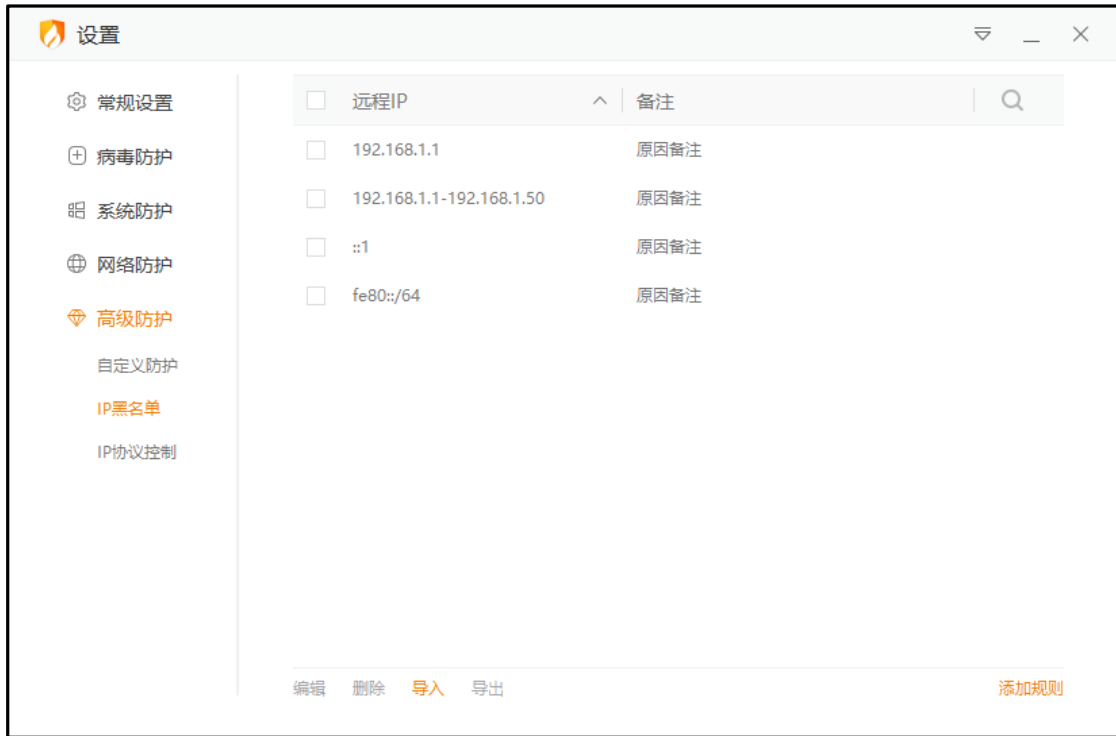 设置
常规设置
病毒防护
系统防护
网络防护
高级防护
自定义防护
IP黑名单
IP协议控制
远程IP 备注
192.168.1.1 原因备注
192.168.1.1-192.168.1.50 原因备注
::1 原因备注
fe80::/64 原因备注
编辑 删除 导入 导出 添加规则